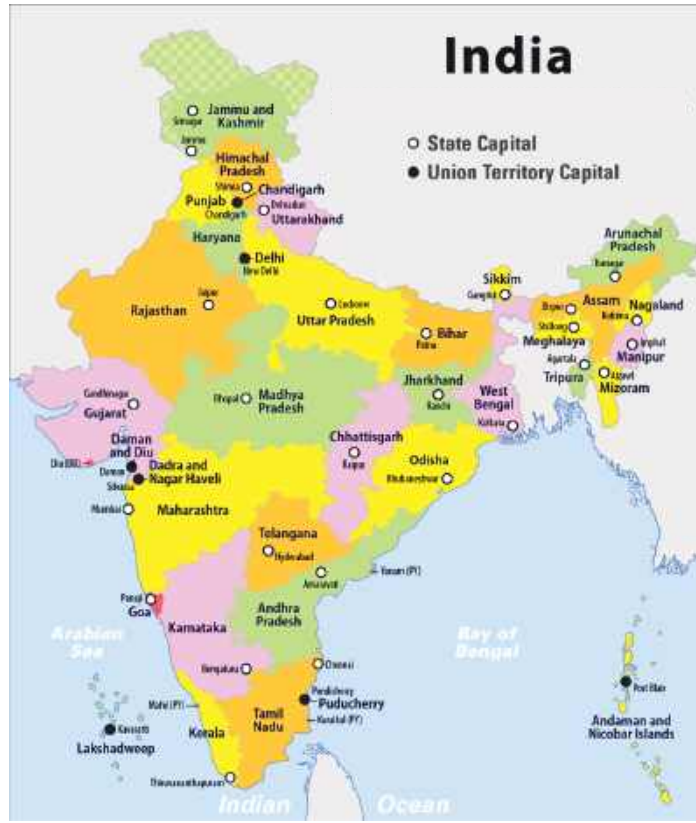 India
State Capital
Union Territory Capital
Jammu and
Kashmir
Srinagar
Jammu
Himachal
Pradesh
Shimla
Punjab
Chandigarh
Chandigarh
Dehradun
Uttarakhand
Haryana
Delhi
New Delhi
Arunachal
Pradesh
Itanagar
Sikkim
Gangtok
Rajasthan
Jaipur
Lucknow
Uttar Pradesh
Bihar
Patna
Dispur
Assam
Nagaland
Kohima
Shillong
Meghalaya
Imphal
Manipur
Agartala
Tripura
Aizawl
Mizoram
Gandhinagar
Gujarat
Bhopal
Madhya
Pradesh
Jharkhand
Ranchi
West
Bengal
Kolkata
Daman
and Diu
Diu (DD)
Daman
Dadra and
Nagar Haveli
Silvassa
Chhattisgarh
Raipur
Odisha
Bhubaneshwar
Mumbai
Maharashtra
Telangana
Hyderabad
Amaravati
Yanam (PY)
Panaji
Goa
Karnataka
Andhra
Pradesh
Arabian
Sea
Bay of
Bengal
Bengaluru
Chennai
Mahé (PY)
Pondicherry
Puducherry
Karaikal (PY)
Tamil
Nadu
Kerala
Kavaratti
Lakshadweep
Port Blair
Andaman and
Nicobar Islands
Thiruvananthapuram
Indian Ocean